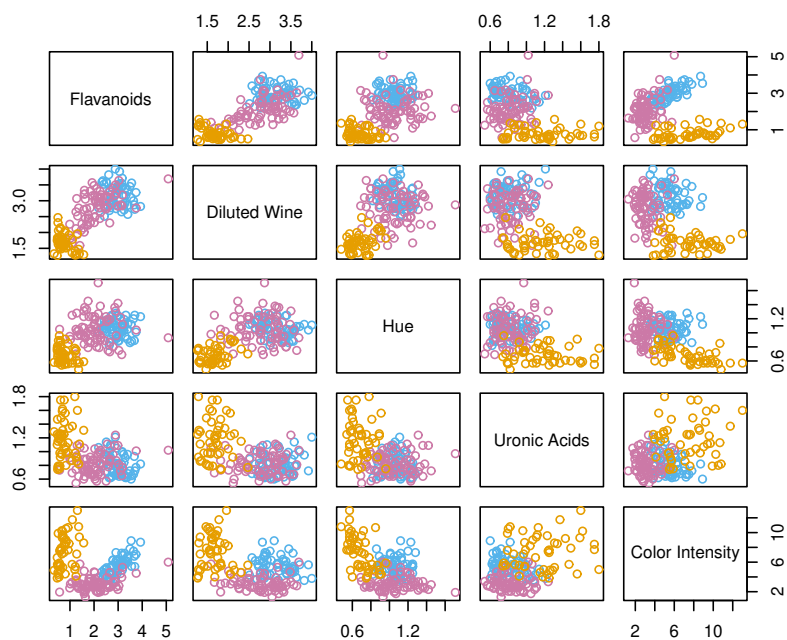 1.5 2.5 3.5 0.6 1.2 1.8
Flavanoids
1 3 5
1.5 3.0
Diluted Wine
Hue
0.6 1.2
0.6 1.2 1.8
Uronic Acids
Color Intensity
2 6 10
1 2 3 4 5 0.6 1.2 2 6 10